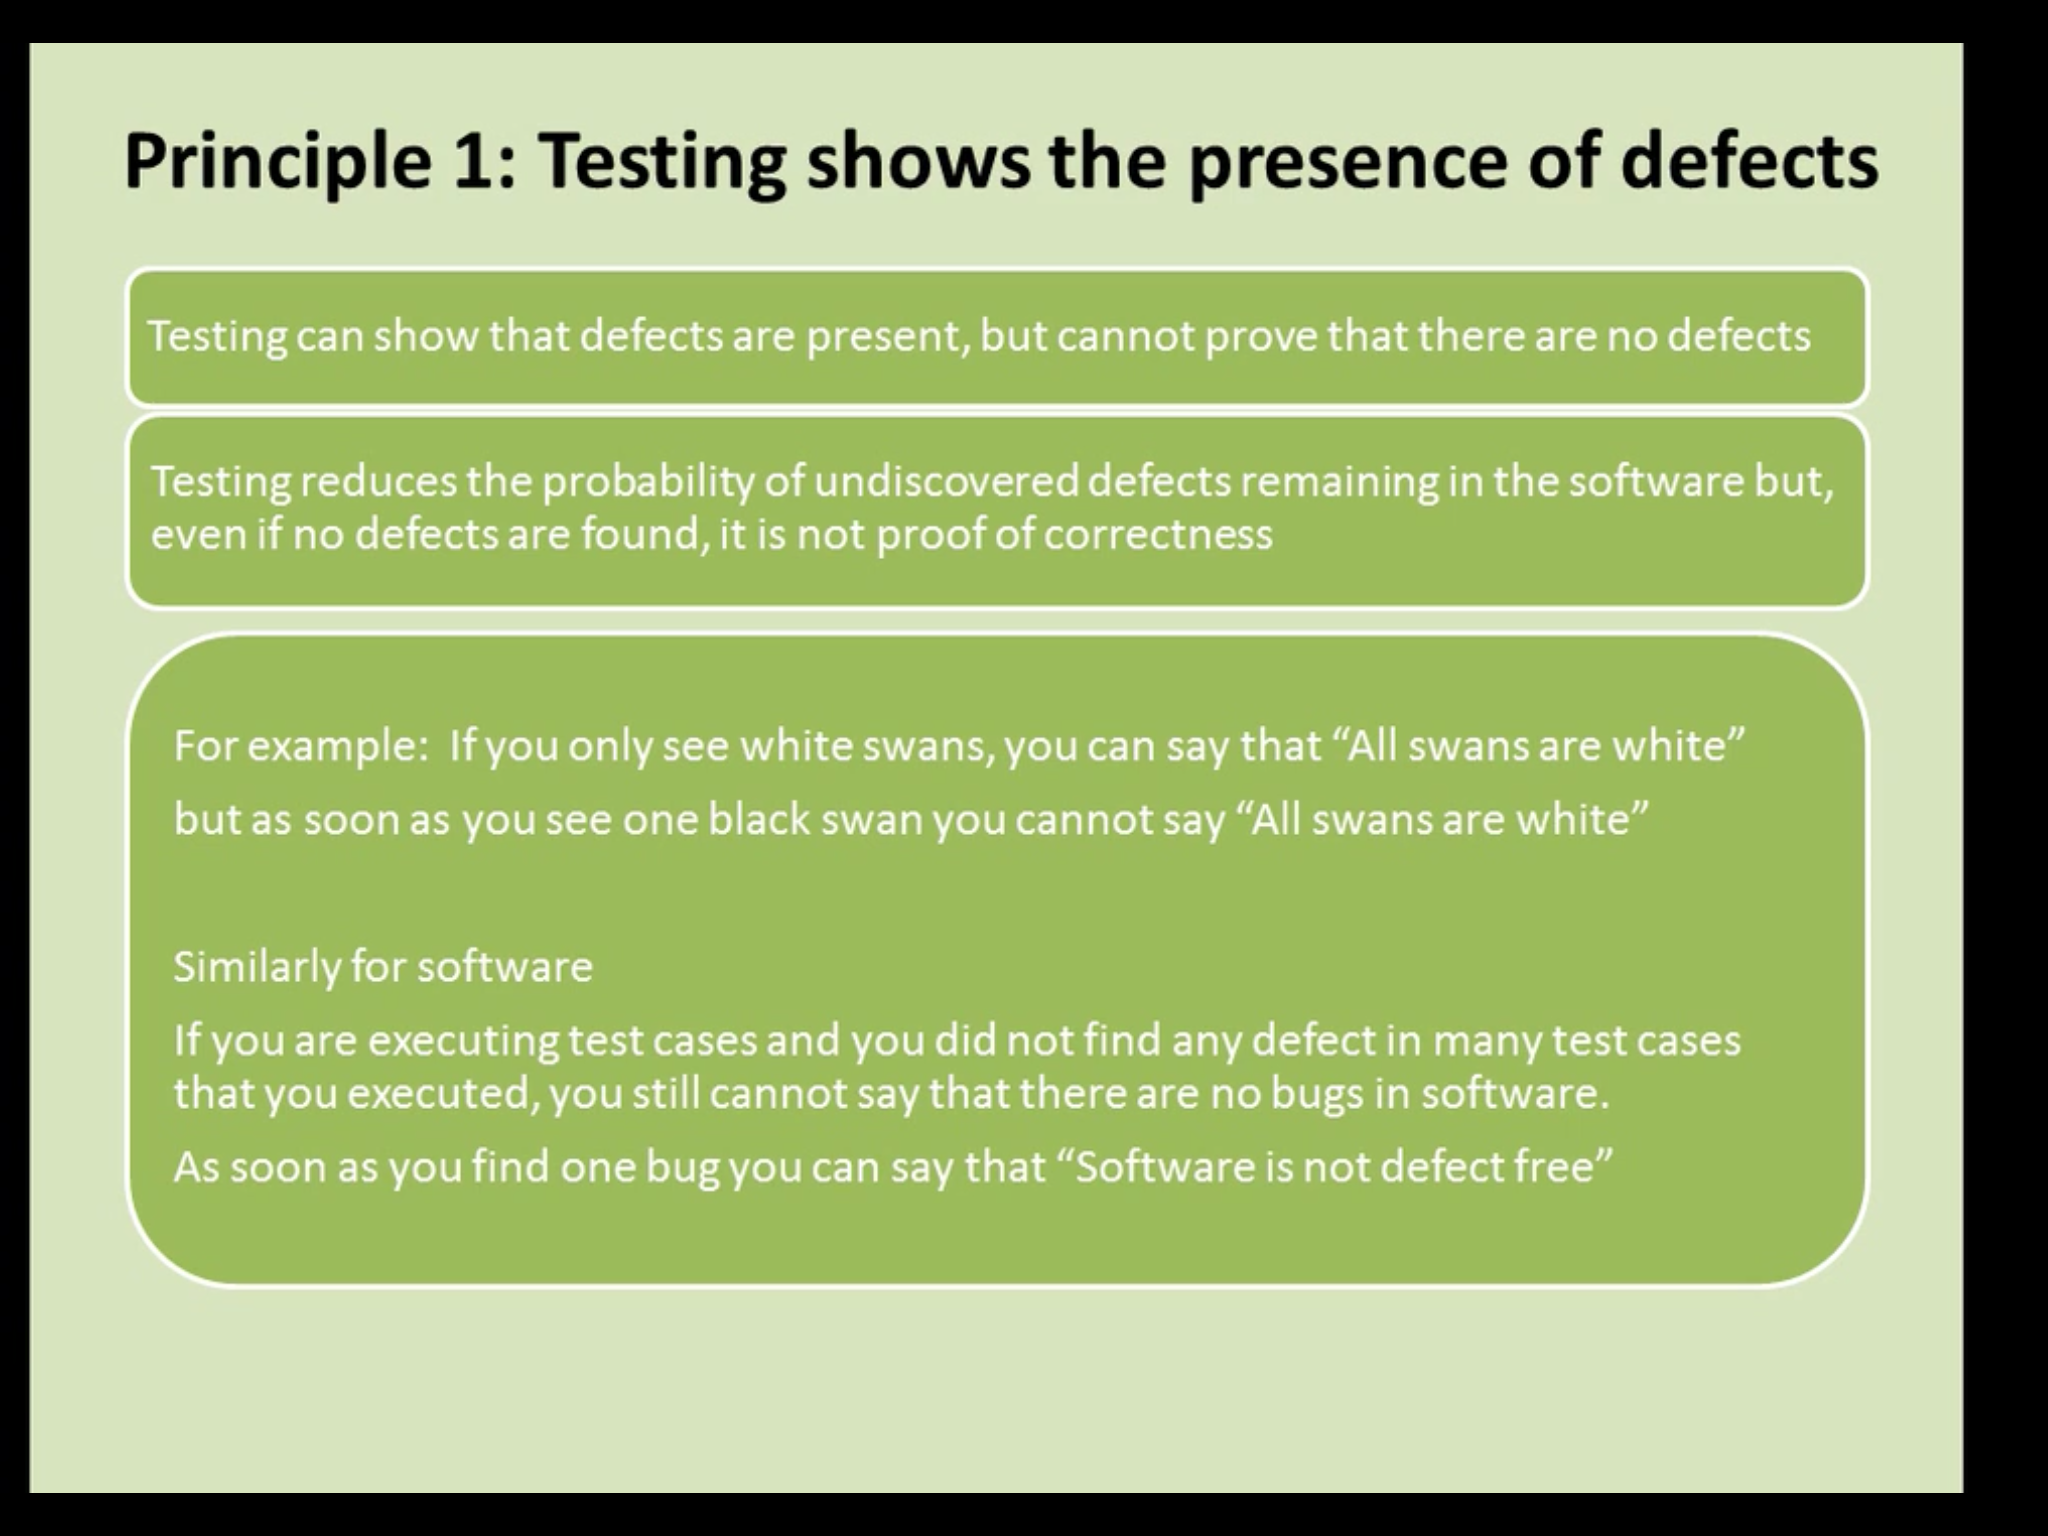 Principle 1: Testing shows the presence of defects
Testing can show that defects are present, but cannot prove that there are no defects
Testing reduces the probability of undiscovered defects remaining in the software but,
even if no defects are found, it is not proof of correctness
For example:  If you only see white swans, you can say that “All swans are white”
but as soon as you see one black swan you cannot say “All swans are white”
Similarly for software
If you are executing test cases and you did not find any defect in many test cases
that you executed, you still cannot say that there are no bugs in software.
As soon as you find one bug you can say that “Software is not defect free”